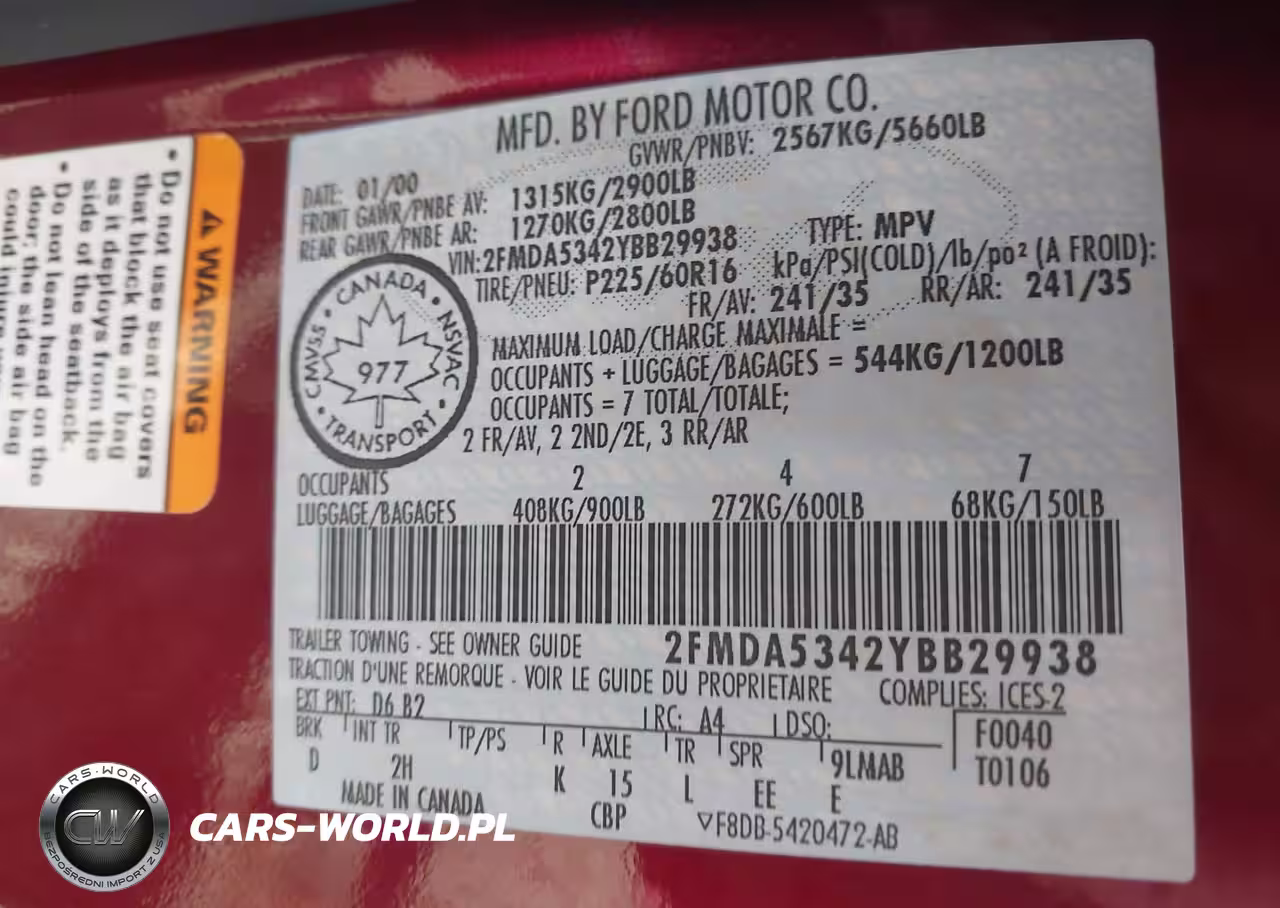 MFD. BY FORD MOTOR CO.
DATE: 01/00
GVWR/PNBV: 2567KG/5660LB
FRONT GAWR/PNBE AV: 1315KG/2900LB
REAR GAWR/PNBE AR: 1270KG/2800LB
VIN:2FMDA5342YBB29938
TYPE: MPV
TIRE/PNEU: P225/60R16
kPa/PSI(COLD)/lb/po² (A FROID):
FR/AV: 241/35
RR/AR: 241/35
MAXIMUM LOAD/CHARGE MAXIMALE =
OCCUPANTS + LUGGAGE/BAGAGES = 544KG/1200LB
OCCUPANTS = 7 TOTAL/TOTALE;
2 FR/AV, 2 2ND/2E, 3 RR/AR
CANADA • NSVAC • TRANSPORT • CMVSS •
977
OCCUPANTS 2 4 7
LUGGAGE/BAGAGES 408KG/900LB 272KG/600LB 68KG/150LB
TRAILER TOWING - SEE OWNER GUIDE
2FMDA5342YBB29938
TRACTION D'UNE REMORQUE - VOIR LE GUIDE DU PROPRIETAIRE
COMPLIES: ICES-2
EXT PNT: D6 B2 RC: A4 DSO:
F0040
T0106
BRK INT TR TP/PS R AXLE TR SPR 9LMAB
D 2H K 15 L EE E
MADE IN CANADA CBP
▽F8DB-5420472-AB
⚠ WARNING
• Do not use seat covers
that block the air bag
as it deploys from the
side of the seatback.
• Do not lean head on the
door; the side air bag
could injure
CARS-WORLD
CW
BEZPOŚREDNI IMPORT Z USA
CARS-WORLD.PL